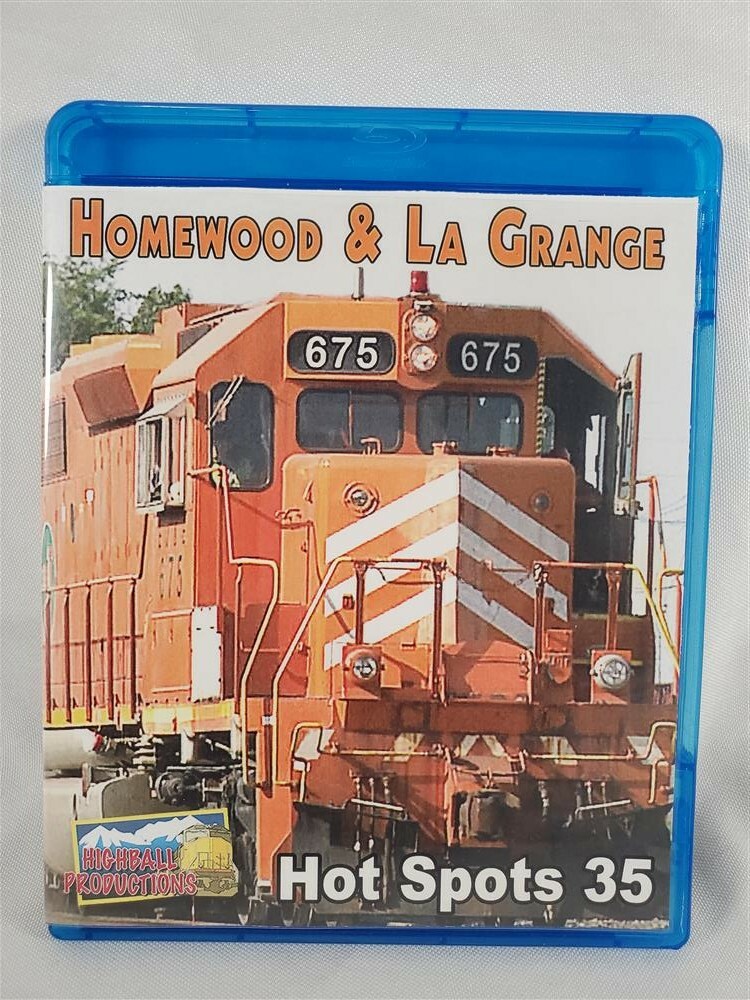 HOMEWOOD & LA GRANGE
675 675
675
HIGHBALL
PRODUCTIONS
Hot Spots 35